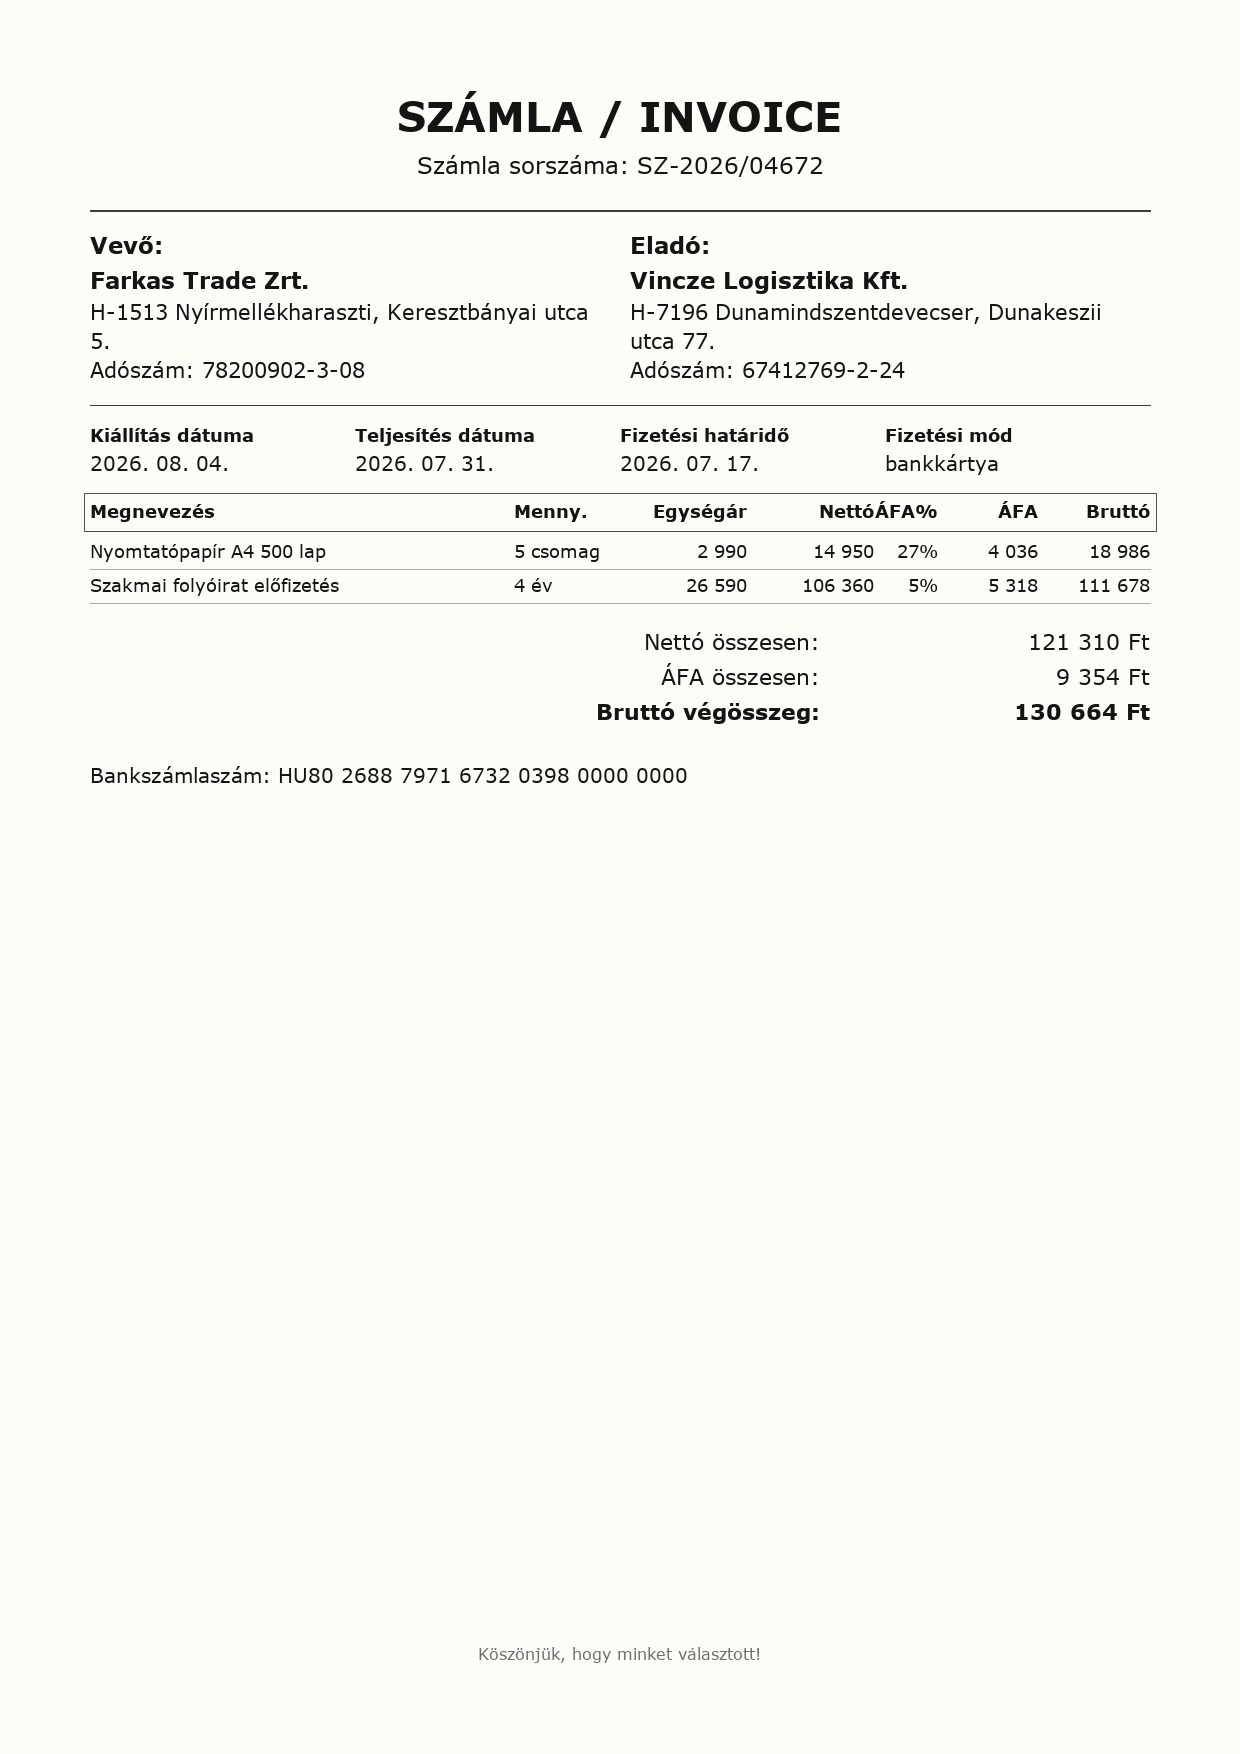 SZÁMLA / INVOICE
Számla sorszáma: SZ-2026/04672
Vevő:
Farkas Trade Zrt.
H-1513 Nyírmellékharaszti, Keresztbányai utca
5.
Adószám: 78200902-3-08
Eladó:
Vincze Logisztika Kft.
H-7196 Dunamindszentdevecser, Dunakeszii
utca 77.
Adószám: 67412769-2-24
Kiállítás dátuma Teljesítés dátuma Fizetési határidő Fizetési mód
2026. 08. 04. 2026. 07. 31. 2026. 07. 17. bankkártya
Megnevezés Menny. Egységár Nettó ÁFA% ÁFA Bruttó
Nyomtatópapír A4 500 lap 5 csomag 2 990 14 950 27% 4 036 18 986
Szakmai folyóirat előfizetés 4 év 26 590 106 360 5% 5 318 111 678
Nettó összesen: 121 310 Ft
ÁFA összesen: 9 354 Ft
Bruttó végösszeg: 130 664 Ft
Bankszámlaszám: HU80 2688 7971 6732 0398 0000 0000
Köszönjük, hogy minket választott!